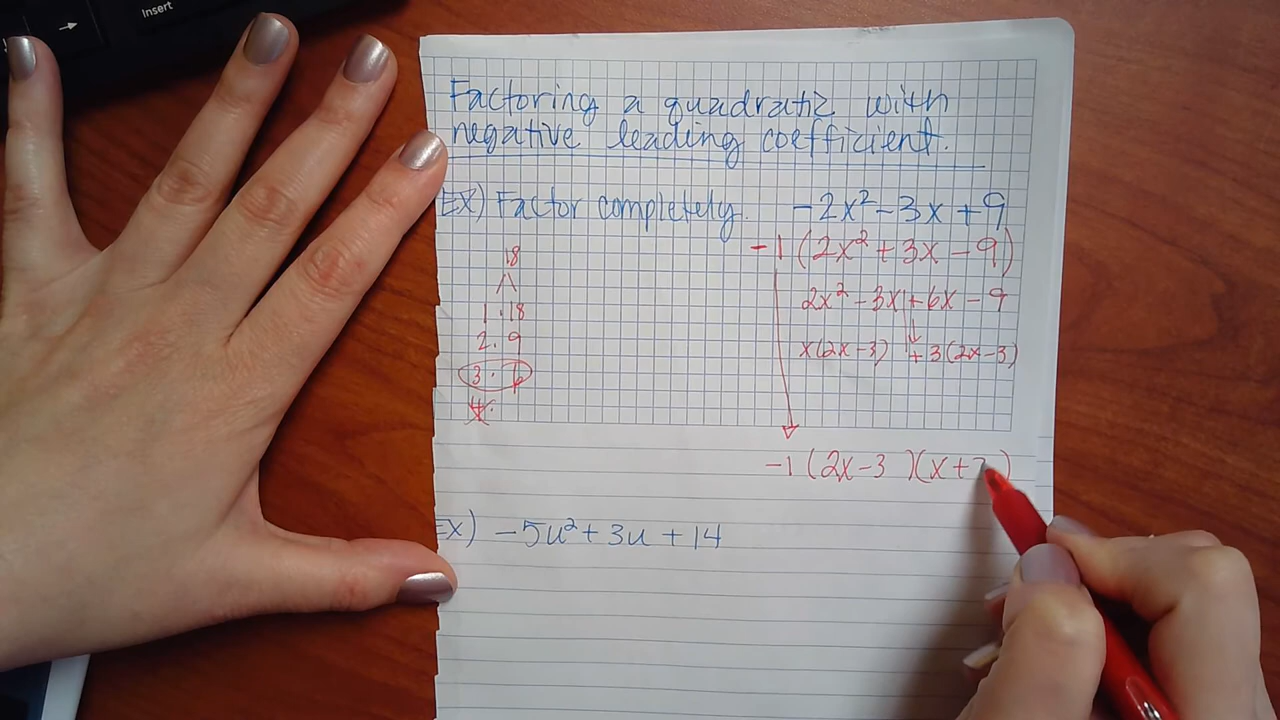 Insert
→
Factoring a quadratic with
negative leading coefficient.
EX) Factor completely. -2x² - 3x + 9
-1 (2x² + 3x - 9)
18
2x² - 3x + 6x - 9
1 · 18
2 · 9
x(2x-3) + 3(2x-3)
3 · 6
-1 (2x-3)(x+3)
EX) -5u² + 3u + 14